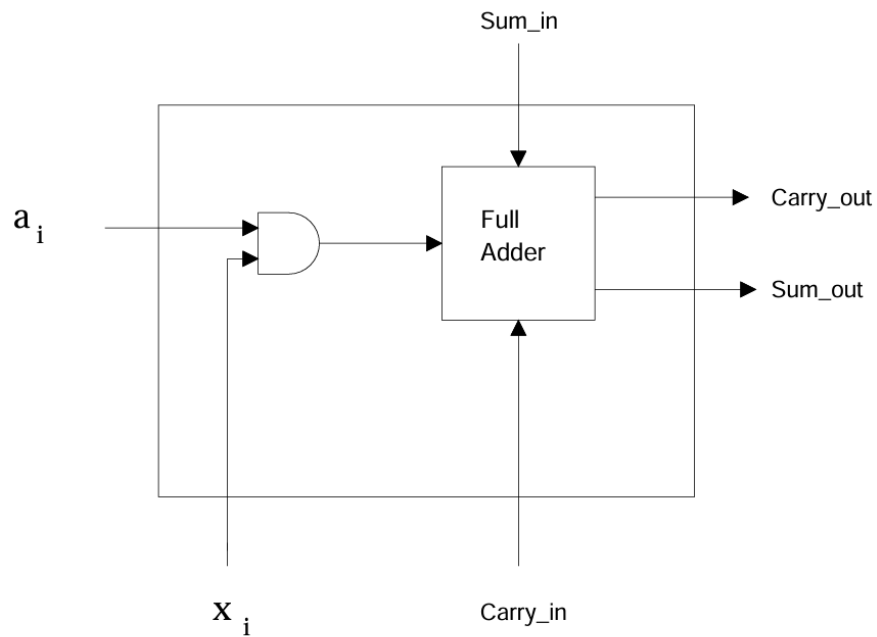 Sum_in
a i
Full
Adder
Carry_out
Sum_out
x i
Carry_in